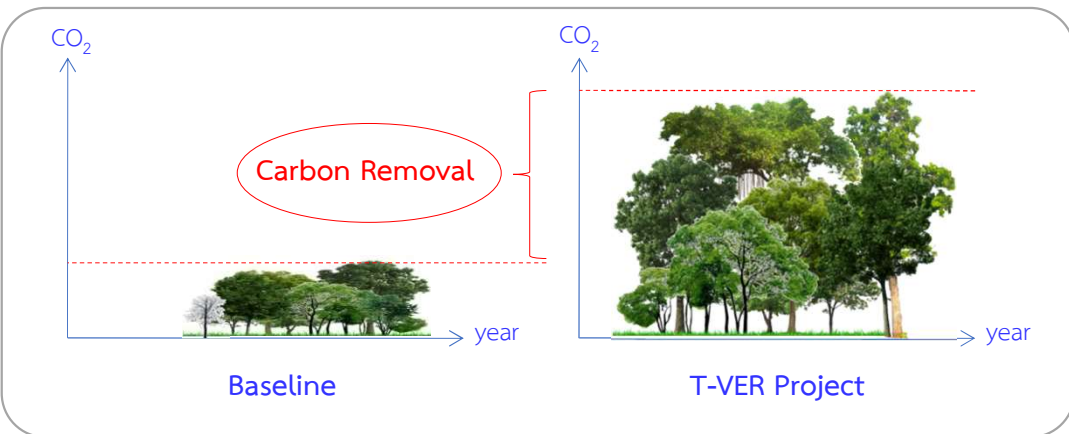 CO₂
CO₂
Carbon Removal
year
year
Baseline
T-VER Project